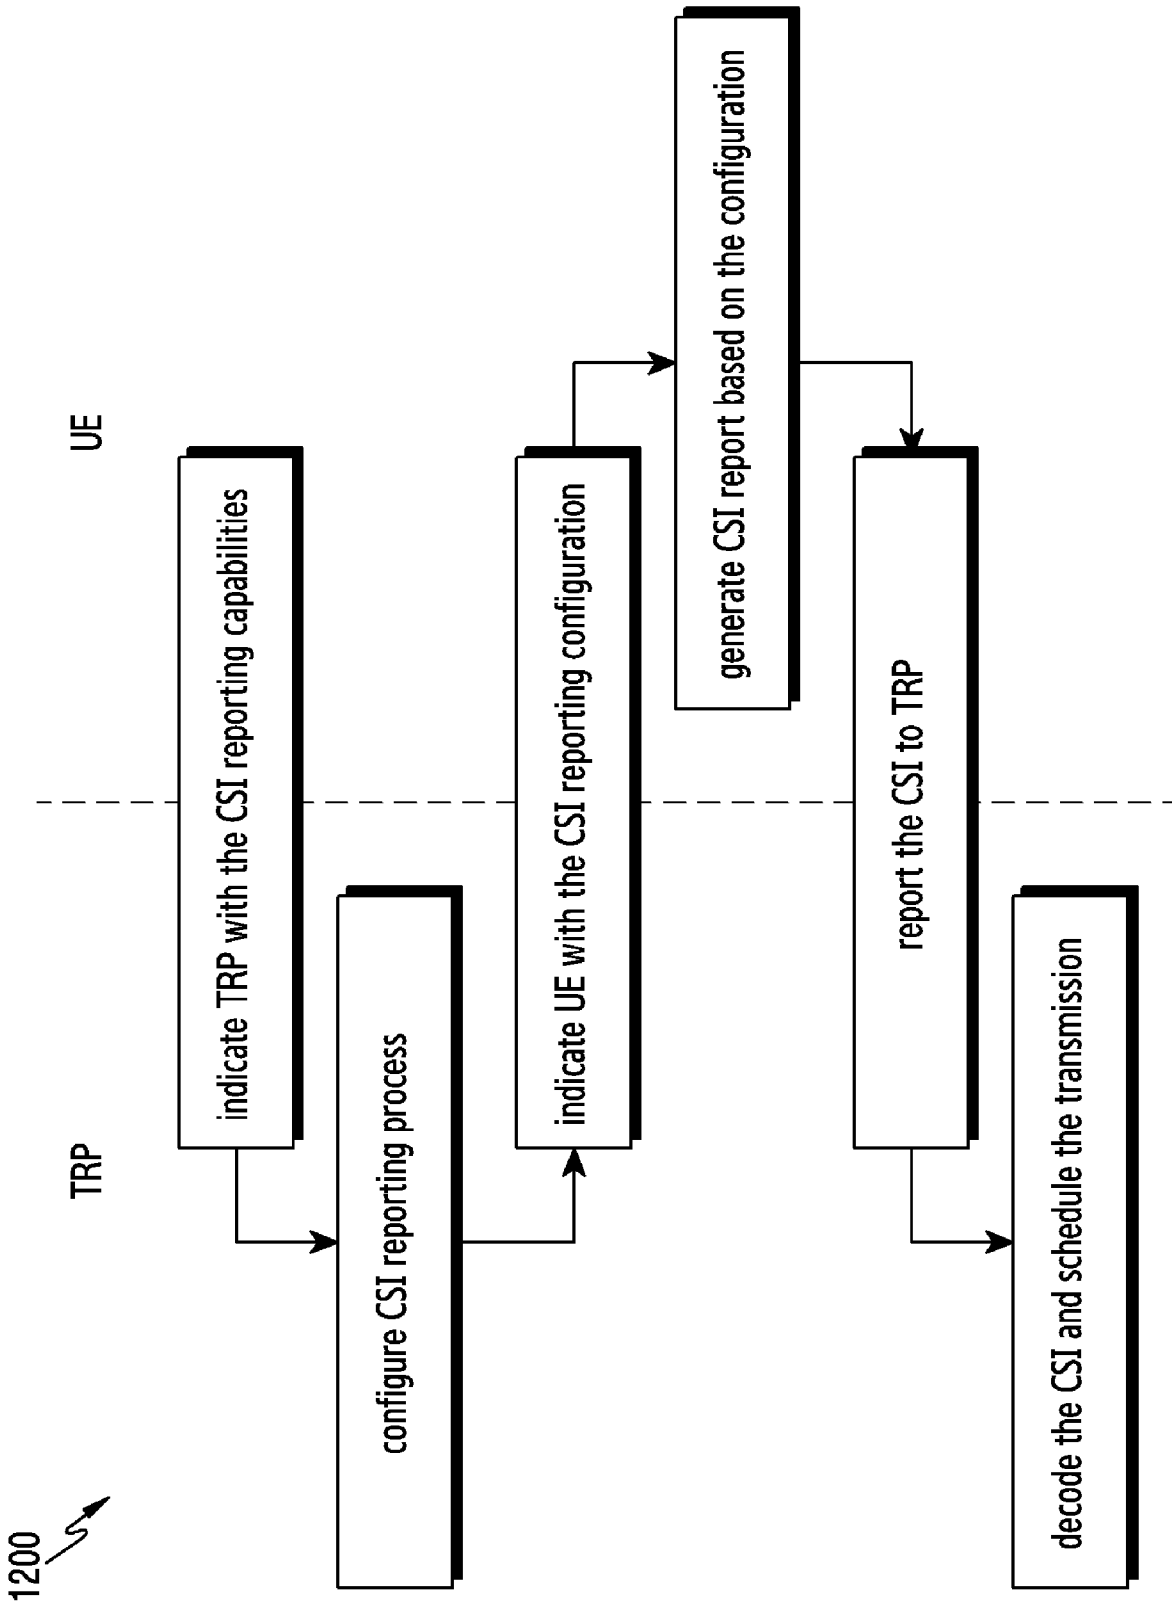 1200
TRP
UE
indicate TRP with the CSI reporting capabilities
configure CSI reporting process
indicate UE with the CSI reporting configuration
generate CSI report based on the configuration
report the CSI to TRP
decode the CSI and schedule the transmission